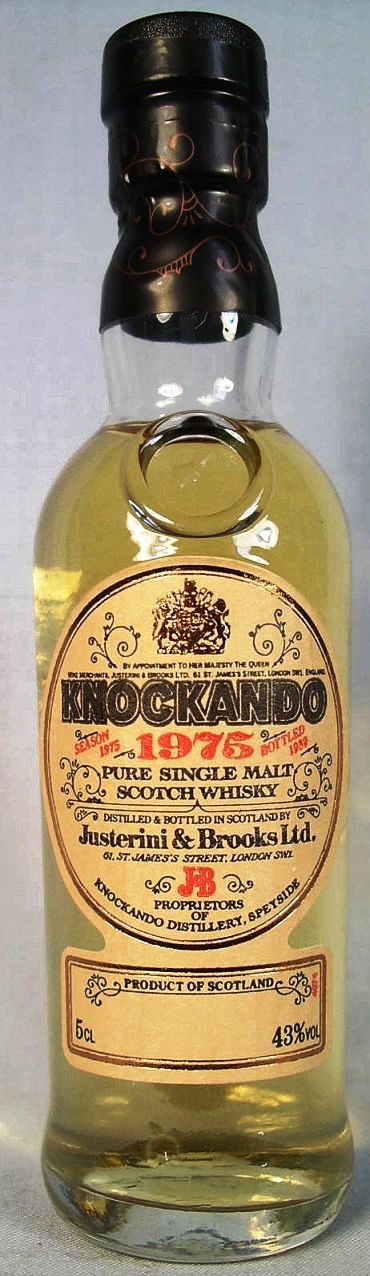 BY APPOINTMENT TO HER MAJESTY THE QUEEN
WINE MERCHANTS, JUSTERINI & BROOKS LTD. 61 ST. JAMES'S STREET, LONDON SW1. ENGLAND
KNOCKANDO
SEASON 1975 1975 BOTTLED 1989
PURE SINGLE MALT
SCOTCH WHISKY
DISTILLED & BOTTLED IN SCOTLAND BY
Justerini & Brooks Ltd.
61, ST. JAMES'S STREET, LONDON SW1.
J&B
PROPRIETORS
OF
KNOCKANDO DISTILLERY, SPEYSIDE
PRODUCT OF SCOTLAND
5CL 43%VOL